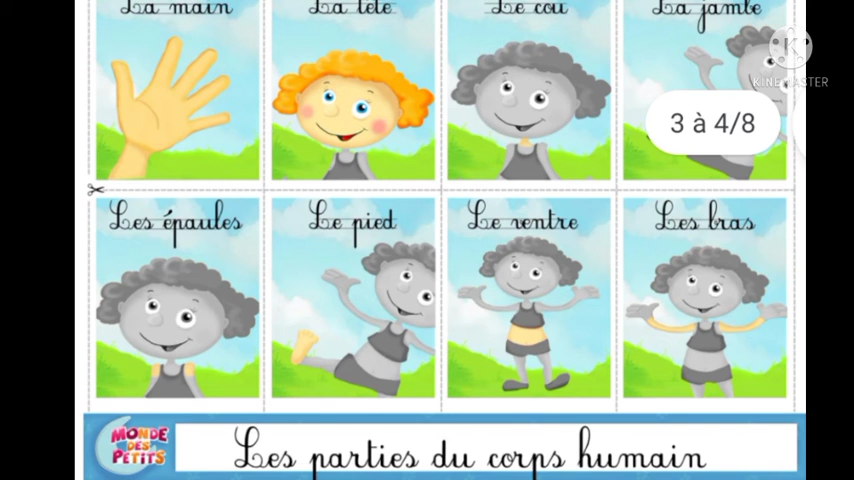 La main
La tête
Le cou
La jambe
KINEMASTER
3 à 4/8
Les épaules
Le pied
Le ventre
Les bras
MONDE
DES
PETITS
Les parties du corps humain